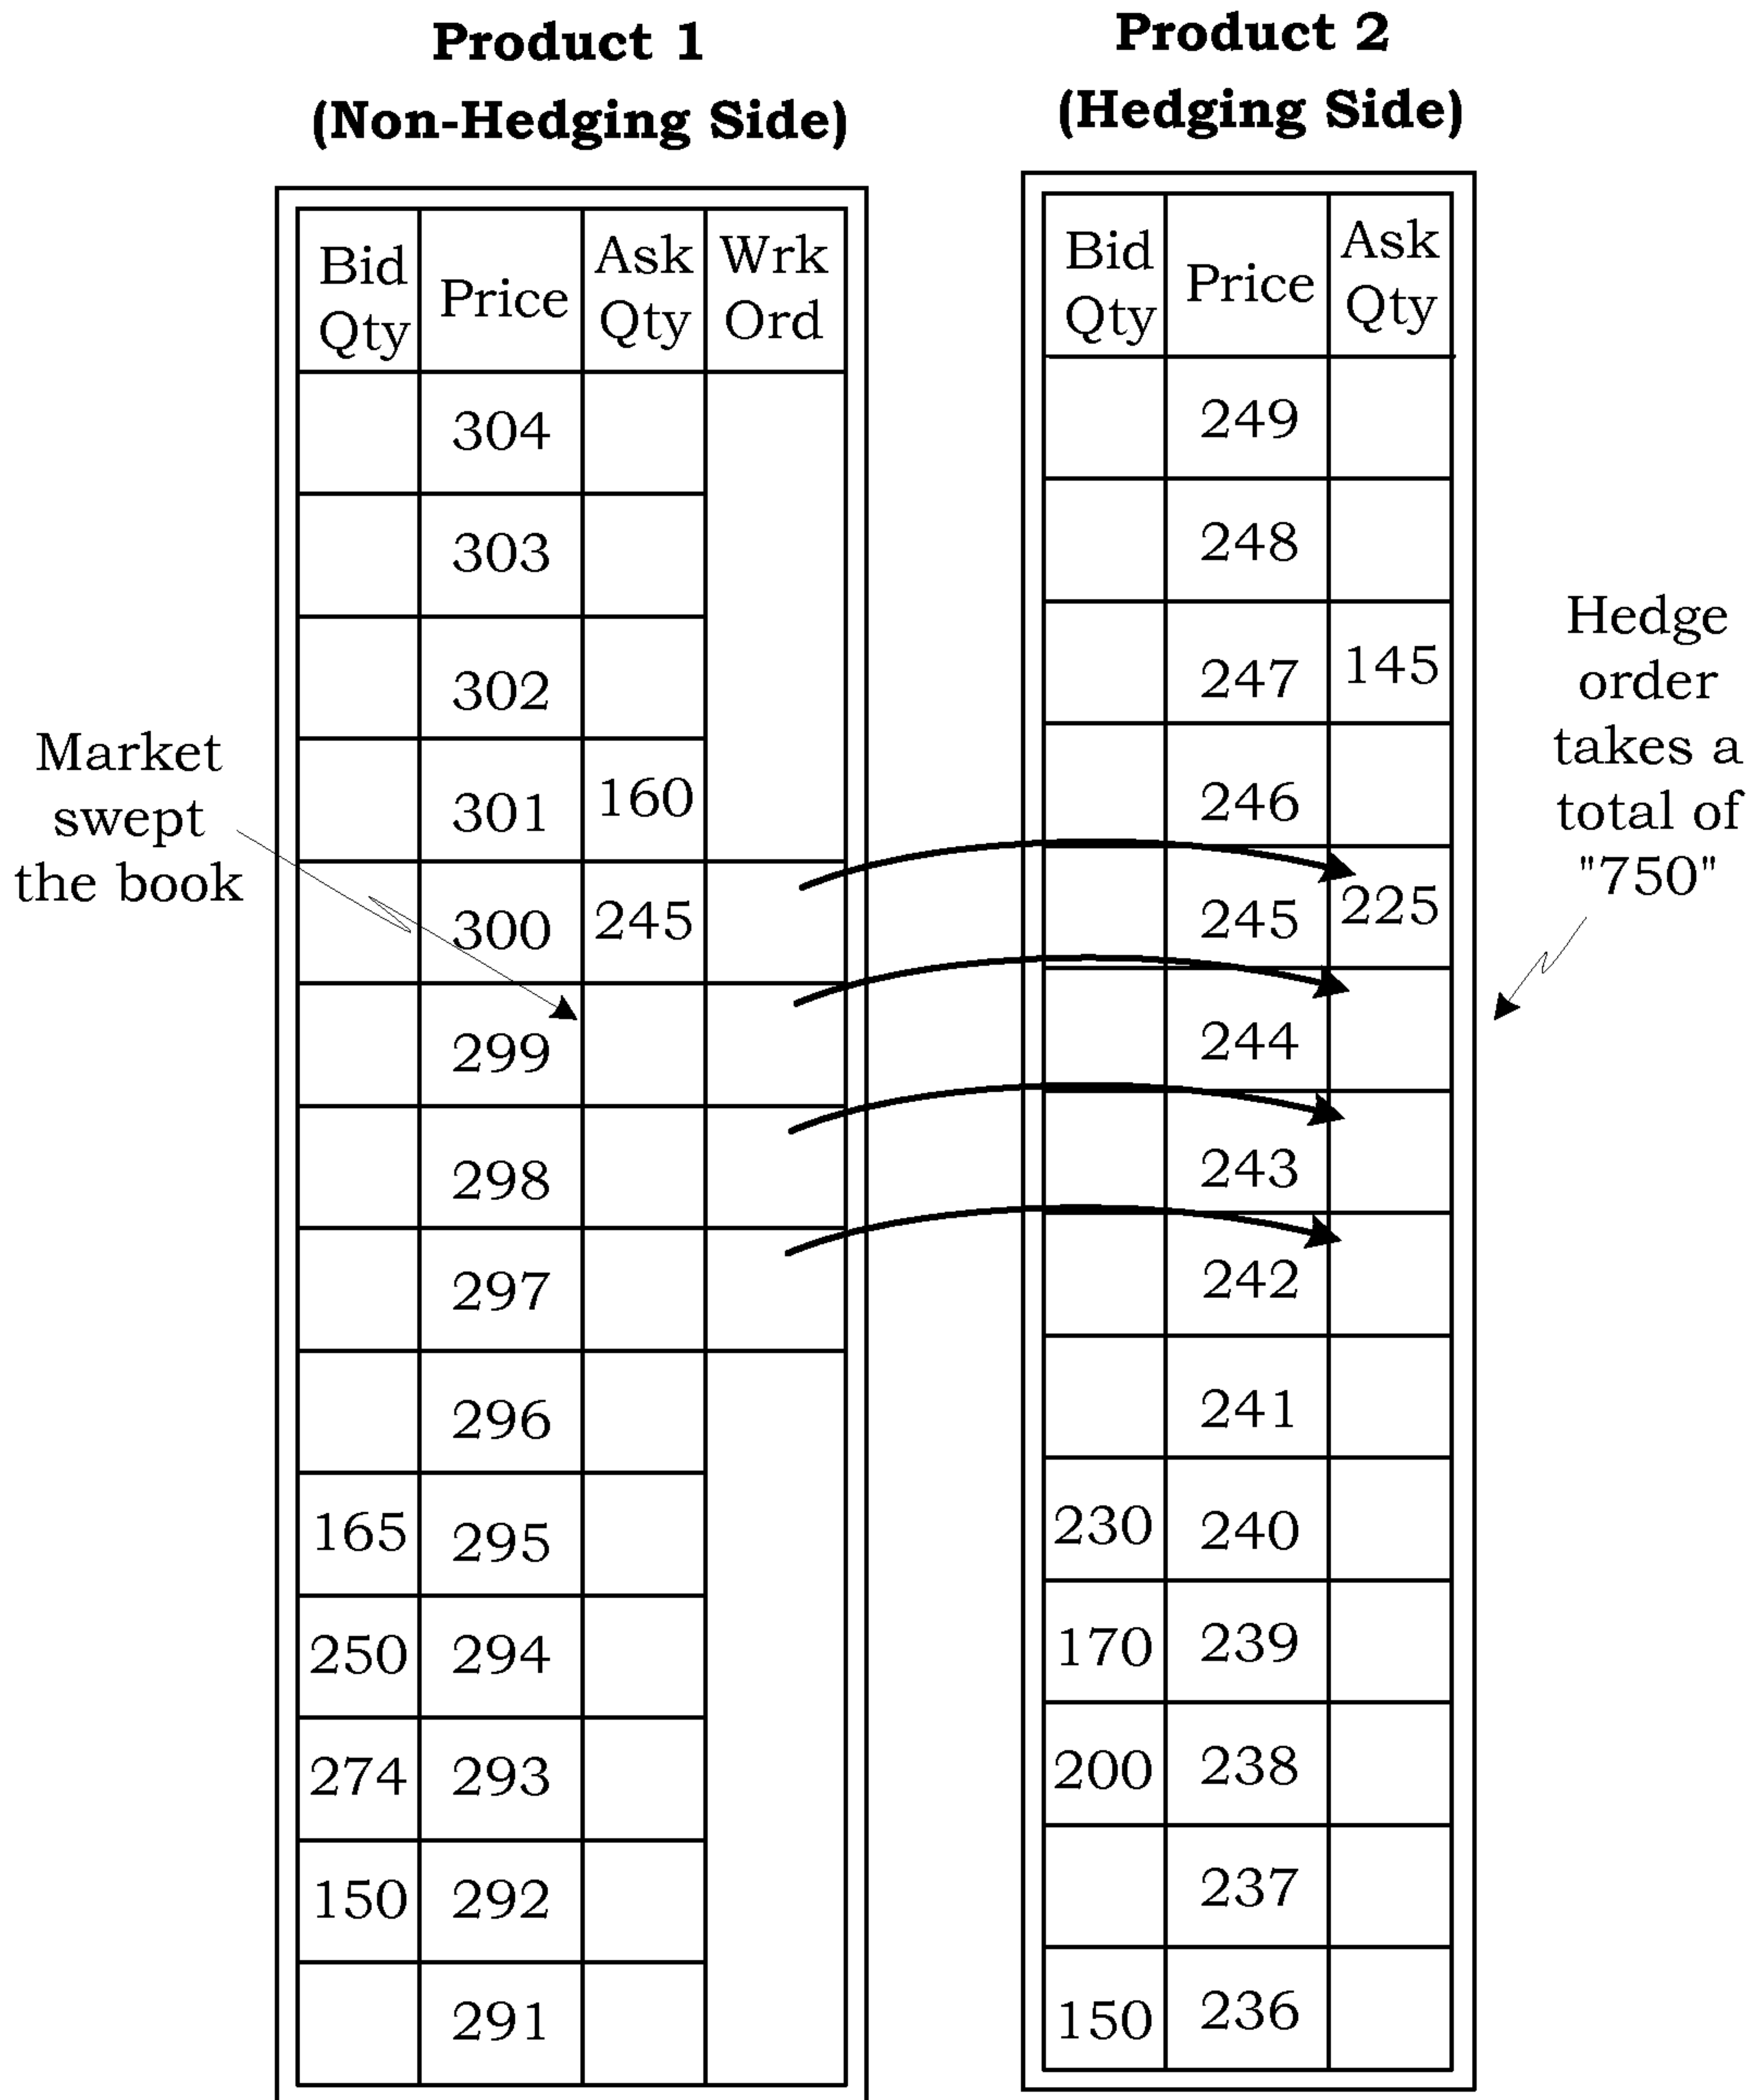 Product 1
(Non-Hedging Side)
Bid Qty Price Ask Qty Wrk Ord
304
303
302
301 160
300 245
299
298
297
296
165 295
250 294
274 293
150 292
291
Market
swept
the book
Product 2
(Hedging Side)
Bid Qty Price Ask Qty
249
248
247 145
246
245 225
244
243
242
241
230 240
170 239
200 238
237
150 236
Hedge
order
takes a
total of
"750"